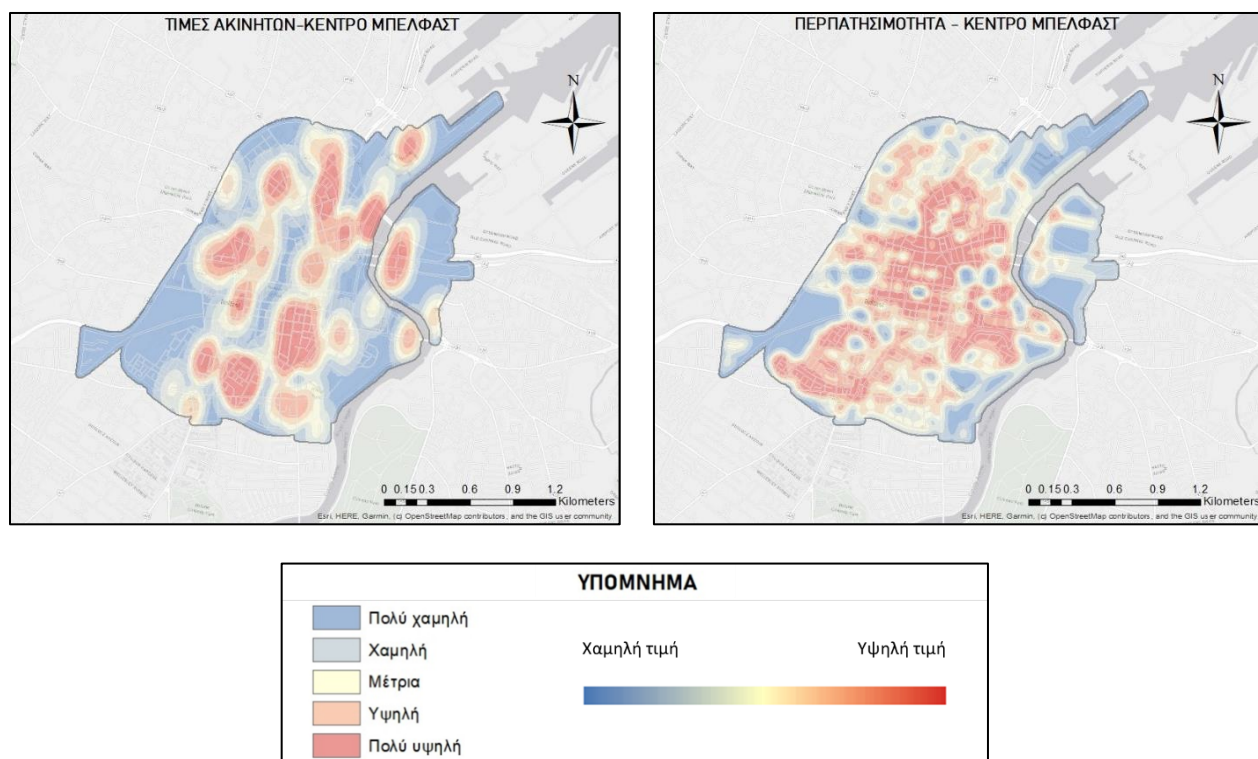 ΤΙΜΕΣ ΑΚΙΝΗΤΩΝ-ΚΕΝΤΡΟ ΜΠΕΛΦΑΣΤ
N
0 0.15 0.3 0.6 0.9 1.2
Kilometers
Esri, HERE, Garmin, (c) OpenStreetMap contributors, and the GIS user community
ΠΕΡΠΑΤΗΣΙΜΟΤΗΤΑ - ΚΕΝΤΡΟ ΜΠΕΛΦΑΣΤ
N
0 0.15 0.3 0.6 0.9 1.2
Kilometers
Esri, HERE, Garmin, (c) OpenStreetMap contributors, and the GIS user community
ΥΠΟΜΝΗΜΑ
Πολύ χαμηλή
Χαμηλή
Μέτρια
Υψηλή
Πολύ υψηλή
Χαμηλή τιμή
Υψηλή τιμή